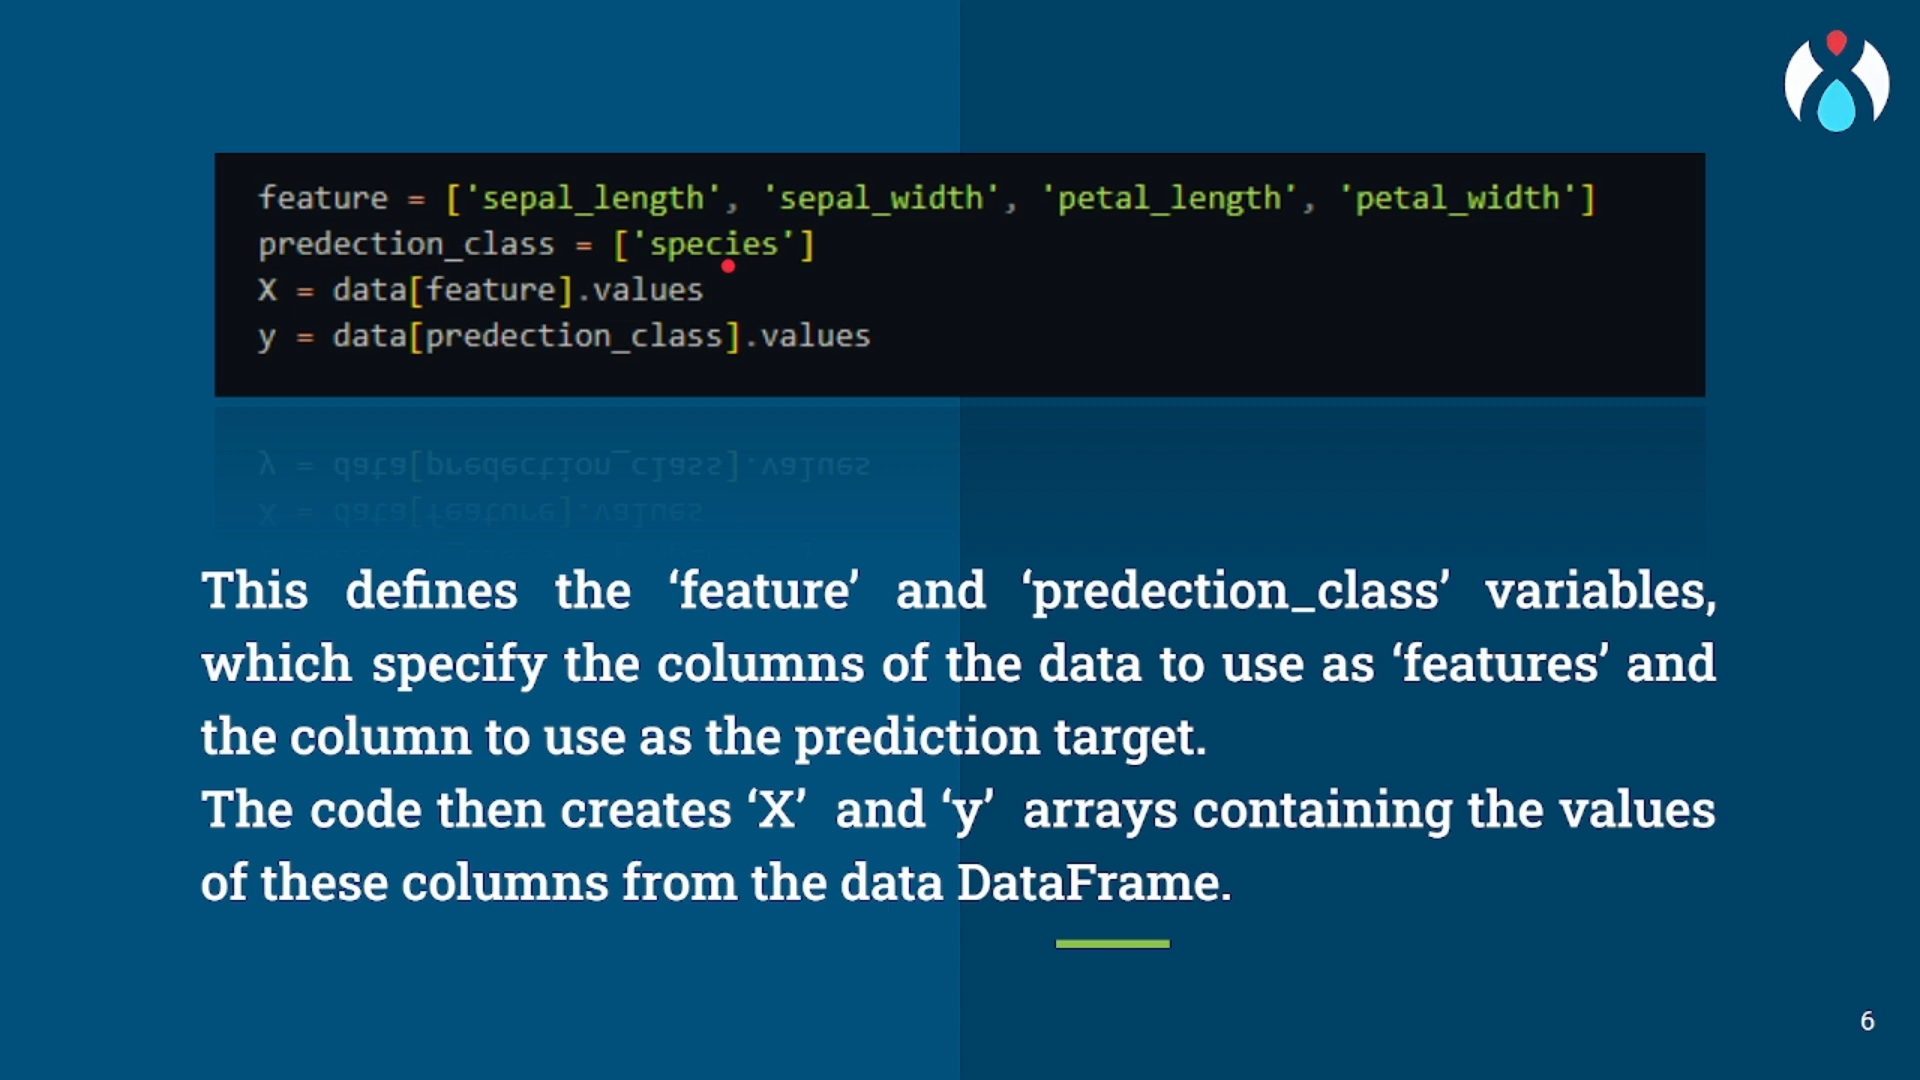 feature = ['sepal_length', 'sepal_width', 'petal_length', 'petal_width']
predection_class = ['species']
X = data[feature].values
y = data[predection_class].values
This defines the ‘feature’ and ‘predection_class’ variables,
which specify the columns of the data to use as ‘features’ and
the column to use as the prediction target.
The code then creates ‘X’ and ‘y’ arrays containing the values
of these columns from the data DataFrame.
6